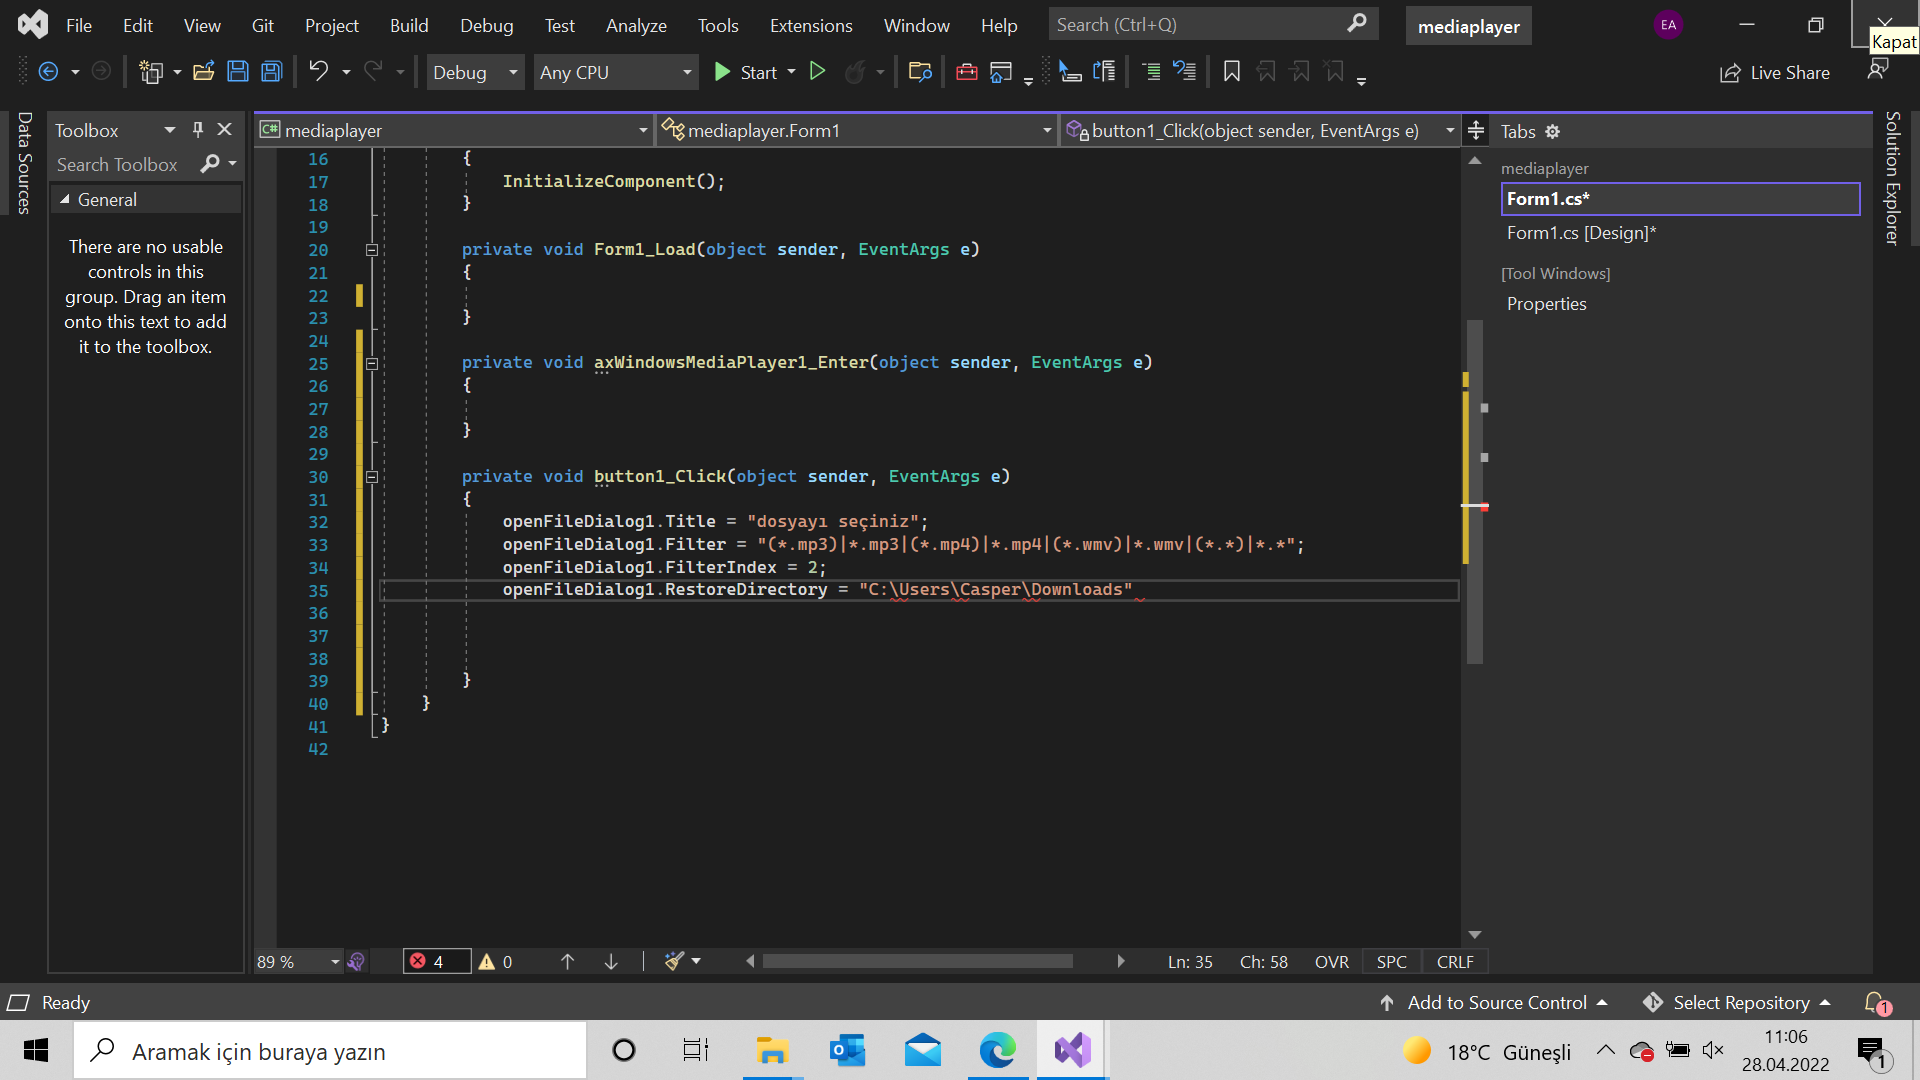 File Edit View Git Project Build Debug Test Analyze Tools Extensions Window Help Search (Ctrl+Q) mediaplayer EA
Kapat
Debug Any CPU Start Live Share
Data Sources
Toolbox
Search Toolbox
General
There are no usable
controls in this
group. Drag an item
onto this text to add
it to the toolbox.
C# mediaplayer mediaplayer.Form1 button1_Click(object sender, EventArgs e)
16 {
17 InitializeComponent();
18 }
19
20 private void Form1_Load(object sender, EventArgs e)
21 {
22
23 }
24
25 private void axWindowsMediaPlayer1_Enter(object sender, EventArgs e)
26 {
27
28 }
29
30 private void button1_Click(object sender, EventArgs e)
31 {
32 openFileDialog1.Title = "dosyayı seçiniz";
33 openFileDialog1.Filter = "(*.mp3)|*.mp3|(*.mp4)|*.mp4|(*.wmv)|*.wmv|(*.*)|*.*";
34 openFileDialog1.FilterIndex = 2;
35 openFileDialog1.RestoreDirectory = "C:\Users\Casper\Downloads"
36
37
38
39 }
40 }
41 }
42
Tabs
mediaplayer
Form1.cs*
Form1.cs [Design]*
[Tool Windows]
Properties
Solution Explorer
89 % 4 0 Ln: 35 Ch: 58 OVR SPC CRLF
Ready Add to Source Control Select Repository 1
Aramak için buraya yazın 18°C Güneşli 11:06
28.04.2022 1